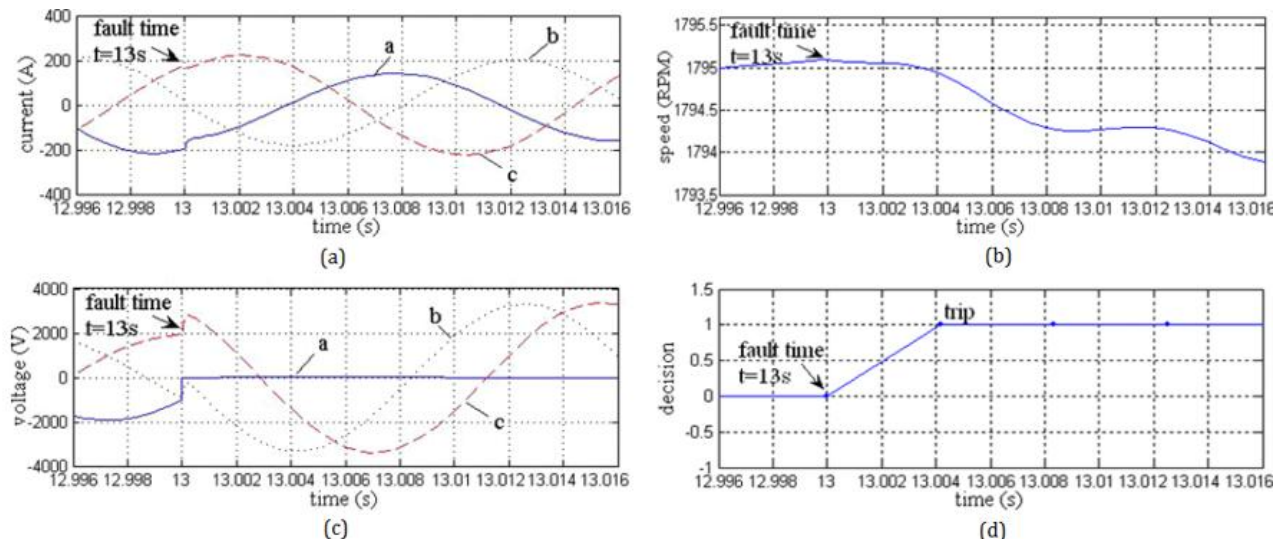 400
200
0
-200
-400
current (A)
fault time
t=13s
a
b
c
12.996 12.998 13 13.002 13.004 13.006 13.008 13.01 13.012 13.014 13.016
time (s)
(a)
1795.5
1795
1794.5
1794
1793.5
speed (RPM)
fault time
t=13s
12.996 12.998 13 13.002 13.004 13.006 13.008 13.01 13.012 13.014 13.016
time (s)
(b)
4000
2000
0
-2000
-4000
voltage (V)
fault time
t=13s
a
b
c
12.996 12.998 13 13.002 13.004 13.006 13.008 13.01 13.012 13.014 13.016
time (s)
(c)
1.5
1
0.5
0
-0.5
-1
decision
trip
fault time
t=13s
12.996 12.998 13 13.002 13.004 13.006 13.008 13.01 13.012 13.014 13.016
time (s)
(d)